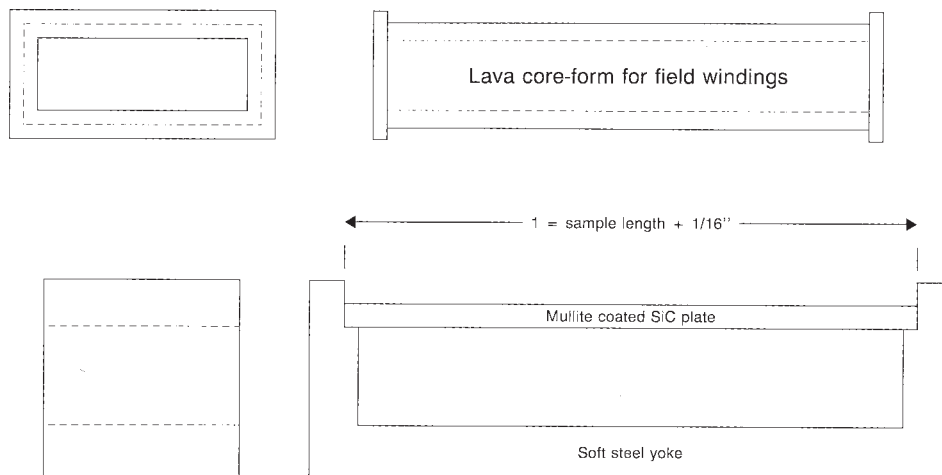 Lava core-form for field windings
1 = sample length + 1/16"
Mullite coated SiC plate
Soft steel yoke